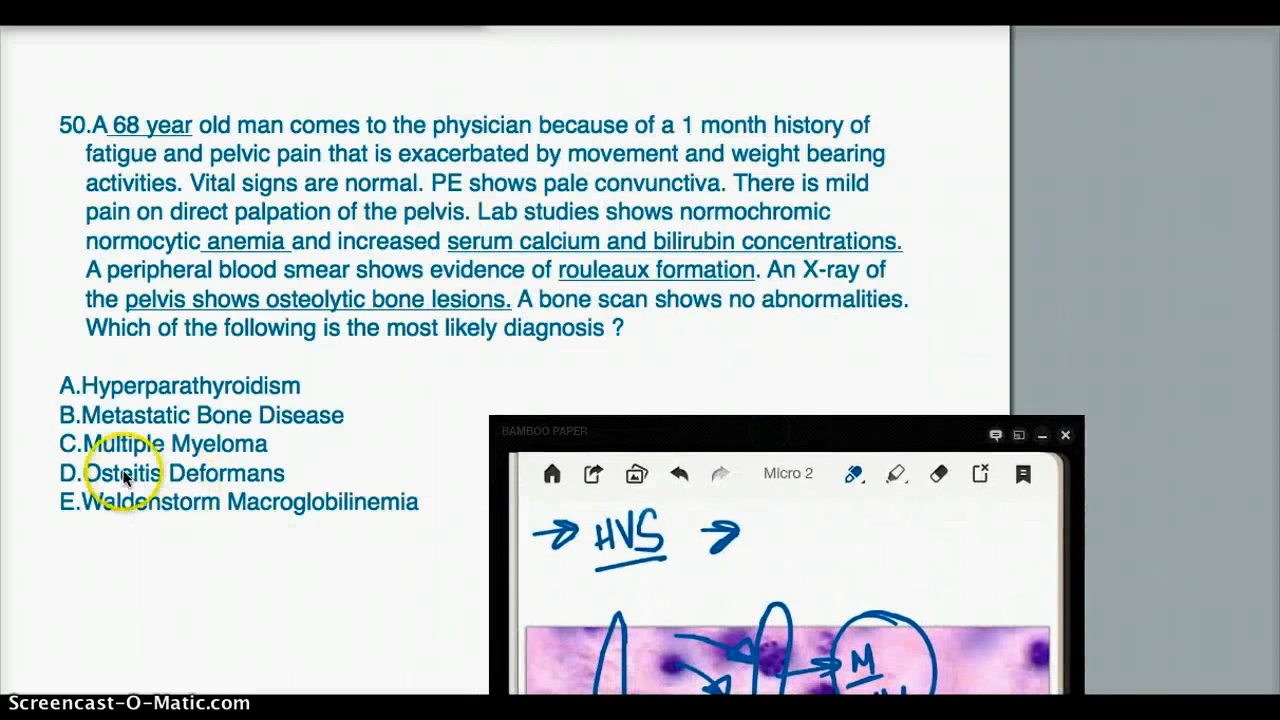 50.A 68 year old man comes to the physician because of a 1 month history of
fatigue and pelvic pain that is exacerbated by movement and weight bearing
activities. Vital signs are normal. PE shows pale convunctiva. There is mild
pain on direct palpation of the pelvis. Lab studies shows normochromic
normocytic anemia and increased serum calcium and bilirubin concentrations.
A peripheral blood smear shows evidence of rouleaux formation. An X-ray of
the pelvis shows osteolytic bone lesions. A bone scan shows no abnormalities.
Which of the following is the most likely diagnosis ?
A.Hyperparathyroidism
B.Metastatic Bone Disease
C.Multiple Myeloma
D.Osteitis Deformans
E.Waldenstorm Macroglobilinemia
BAMBOO PAPER
Micro 2
HVS
M
Screencast-O-Matic.com